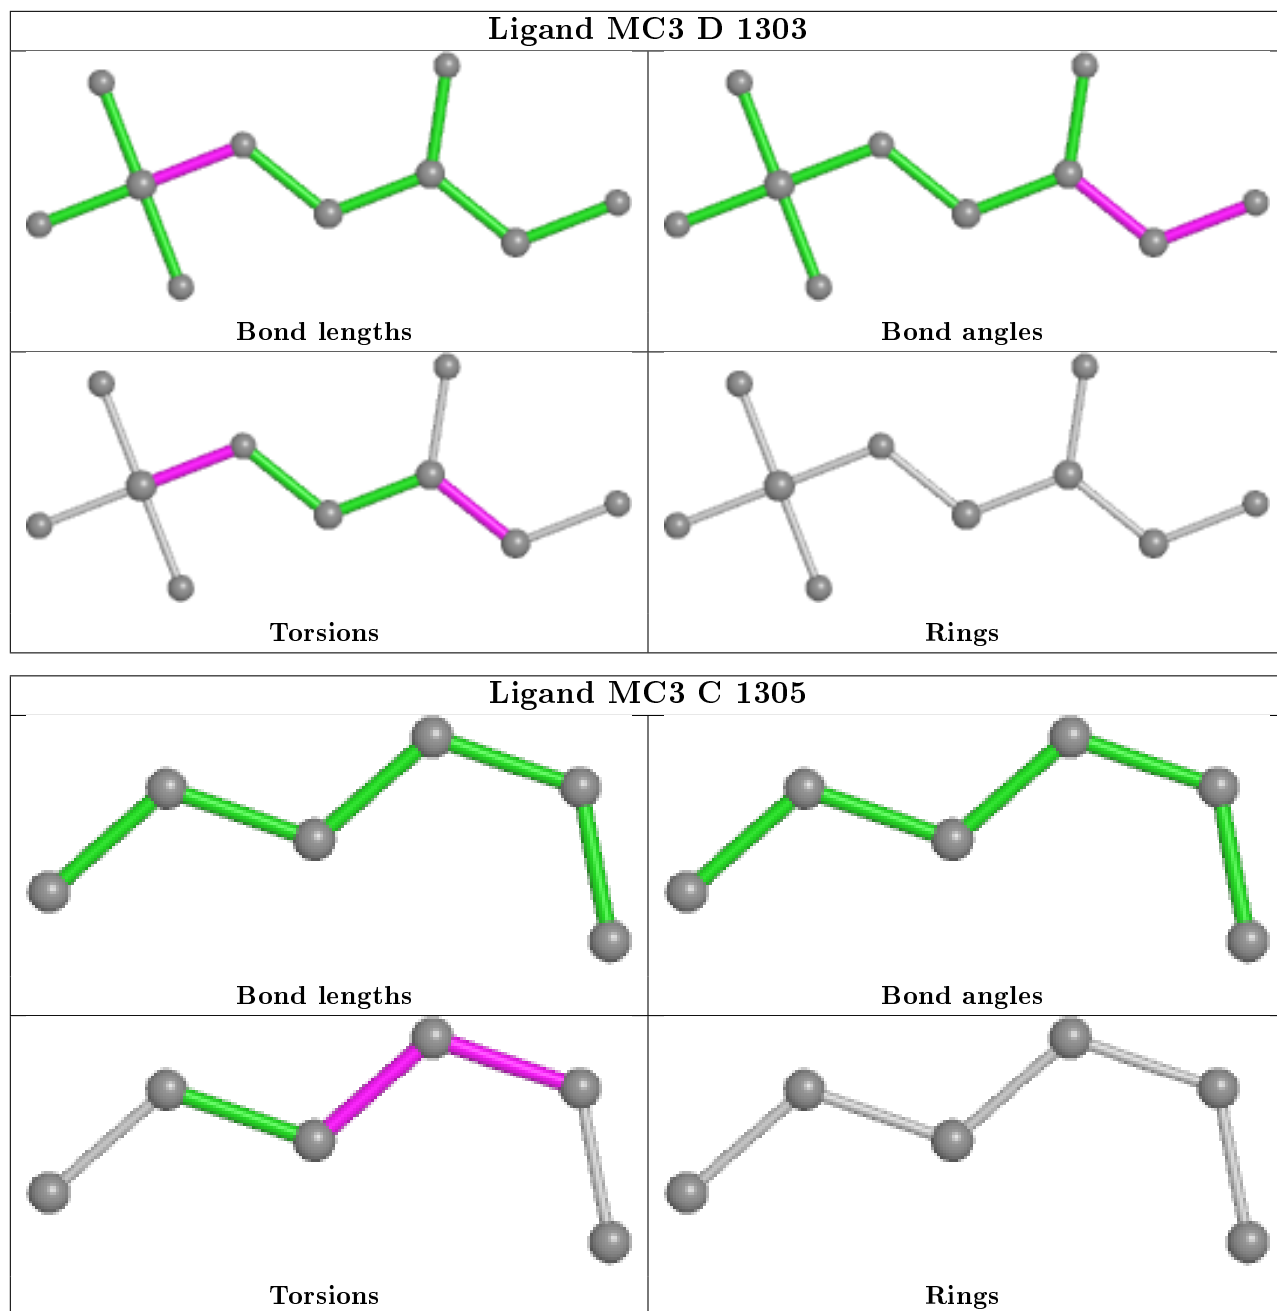 Ligand MC3 D 1303
Bond lengths
Bond angles
Torsions
Rings
Ligand MC3 C 1305
Bond lengths
Bond angles
Torsions
Rings